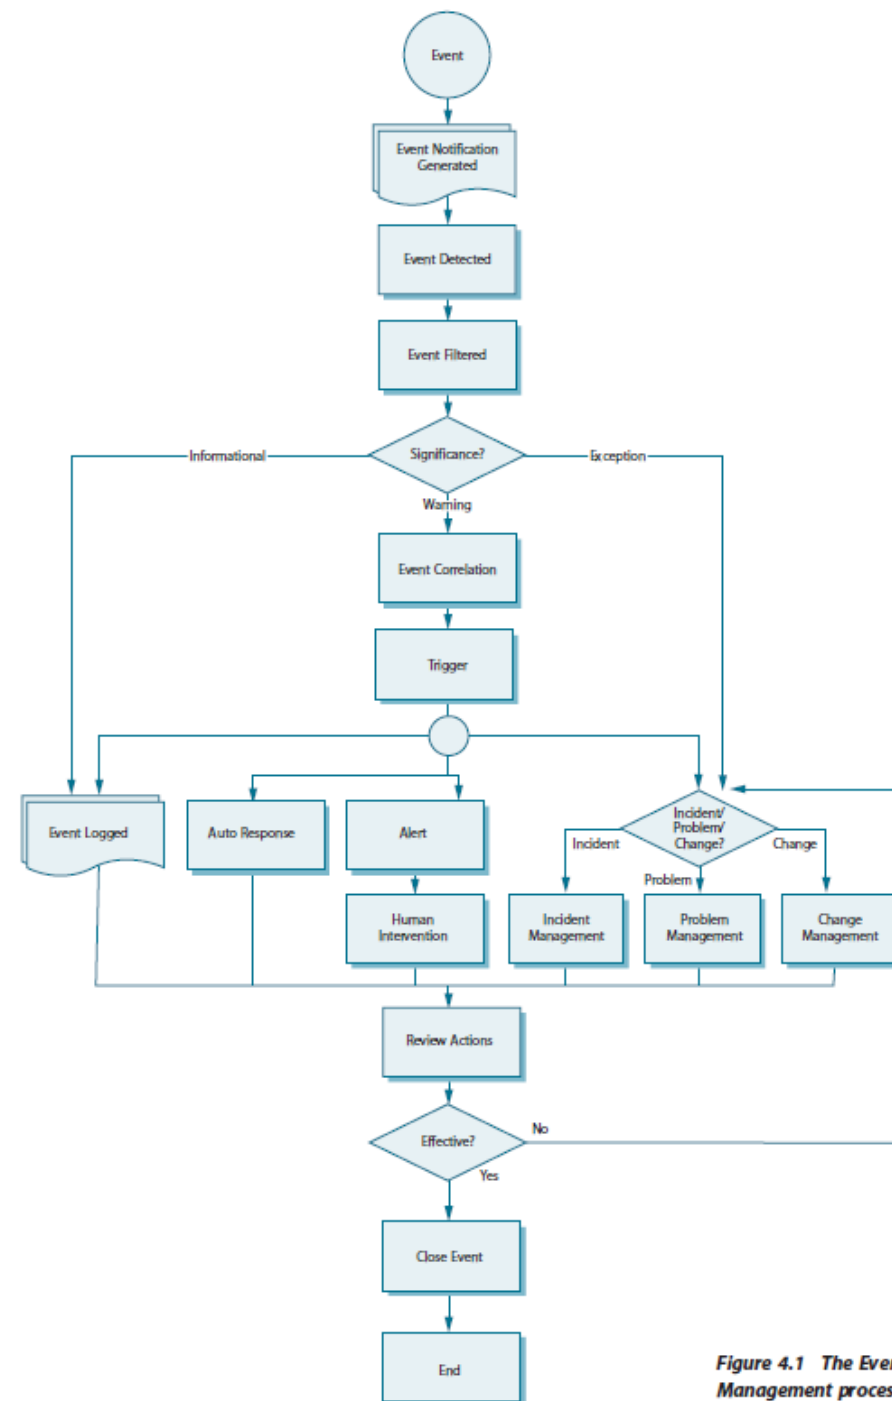 Event
Event Notification
Generated
Event Detected
Event Filtered
Informational
Significance?
Exception
Warning
Event Correlation
Trigger
Event Logged
Auto Response
Alert
Incident/
Problem/
Change?
Incident
Change
Problem
Human
Intervention
Incident
Management
Problem
Management
Change
Management
Review Actions
Effective?
No
Yes
Close Event
End
Figure 4.1 The Even
Management proces